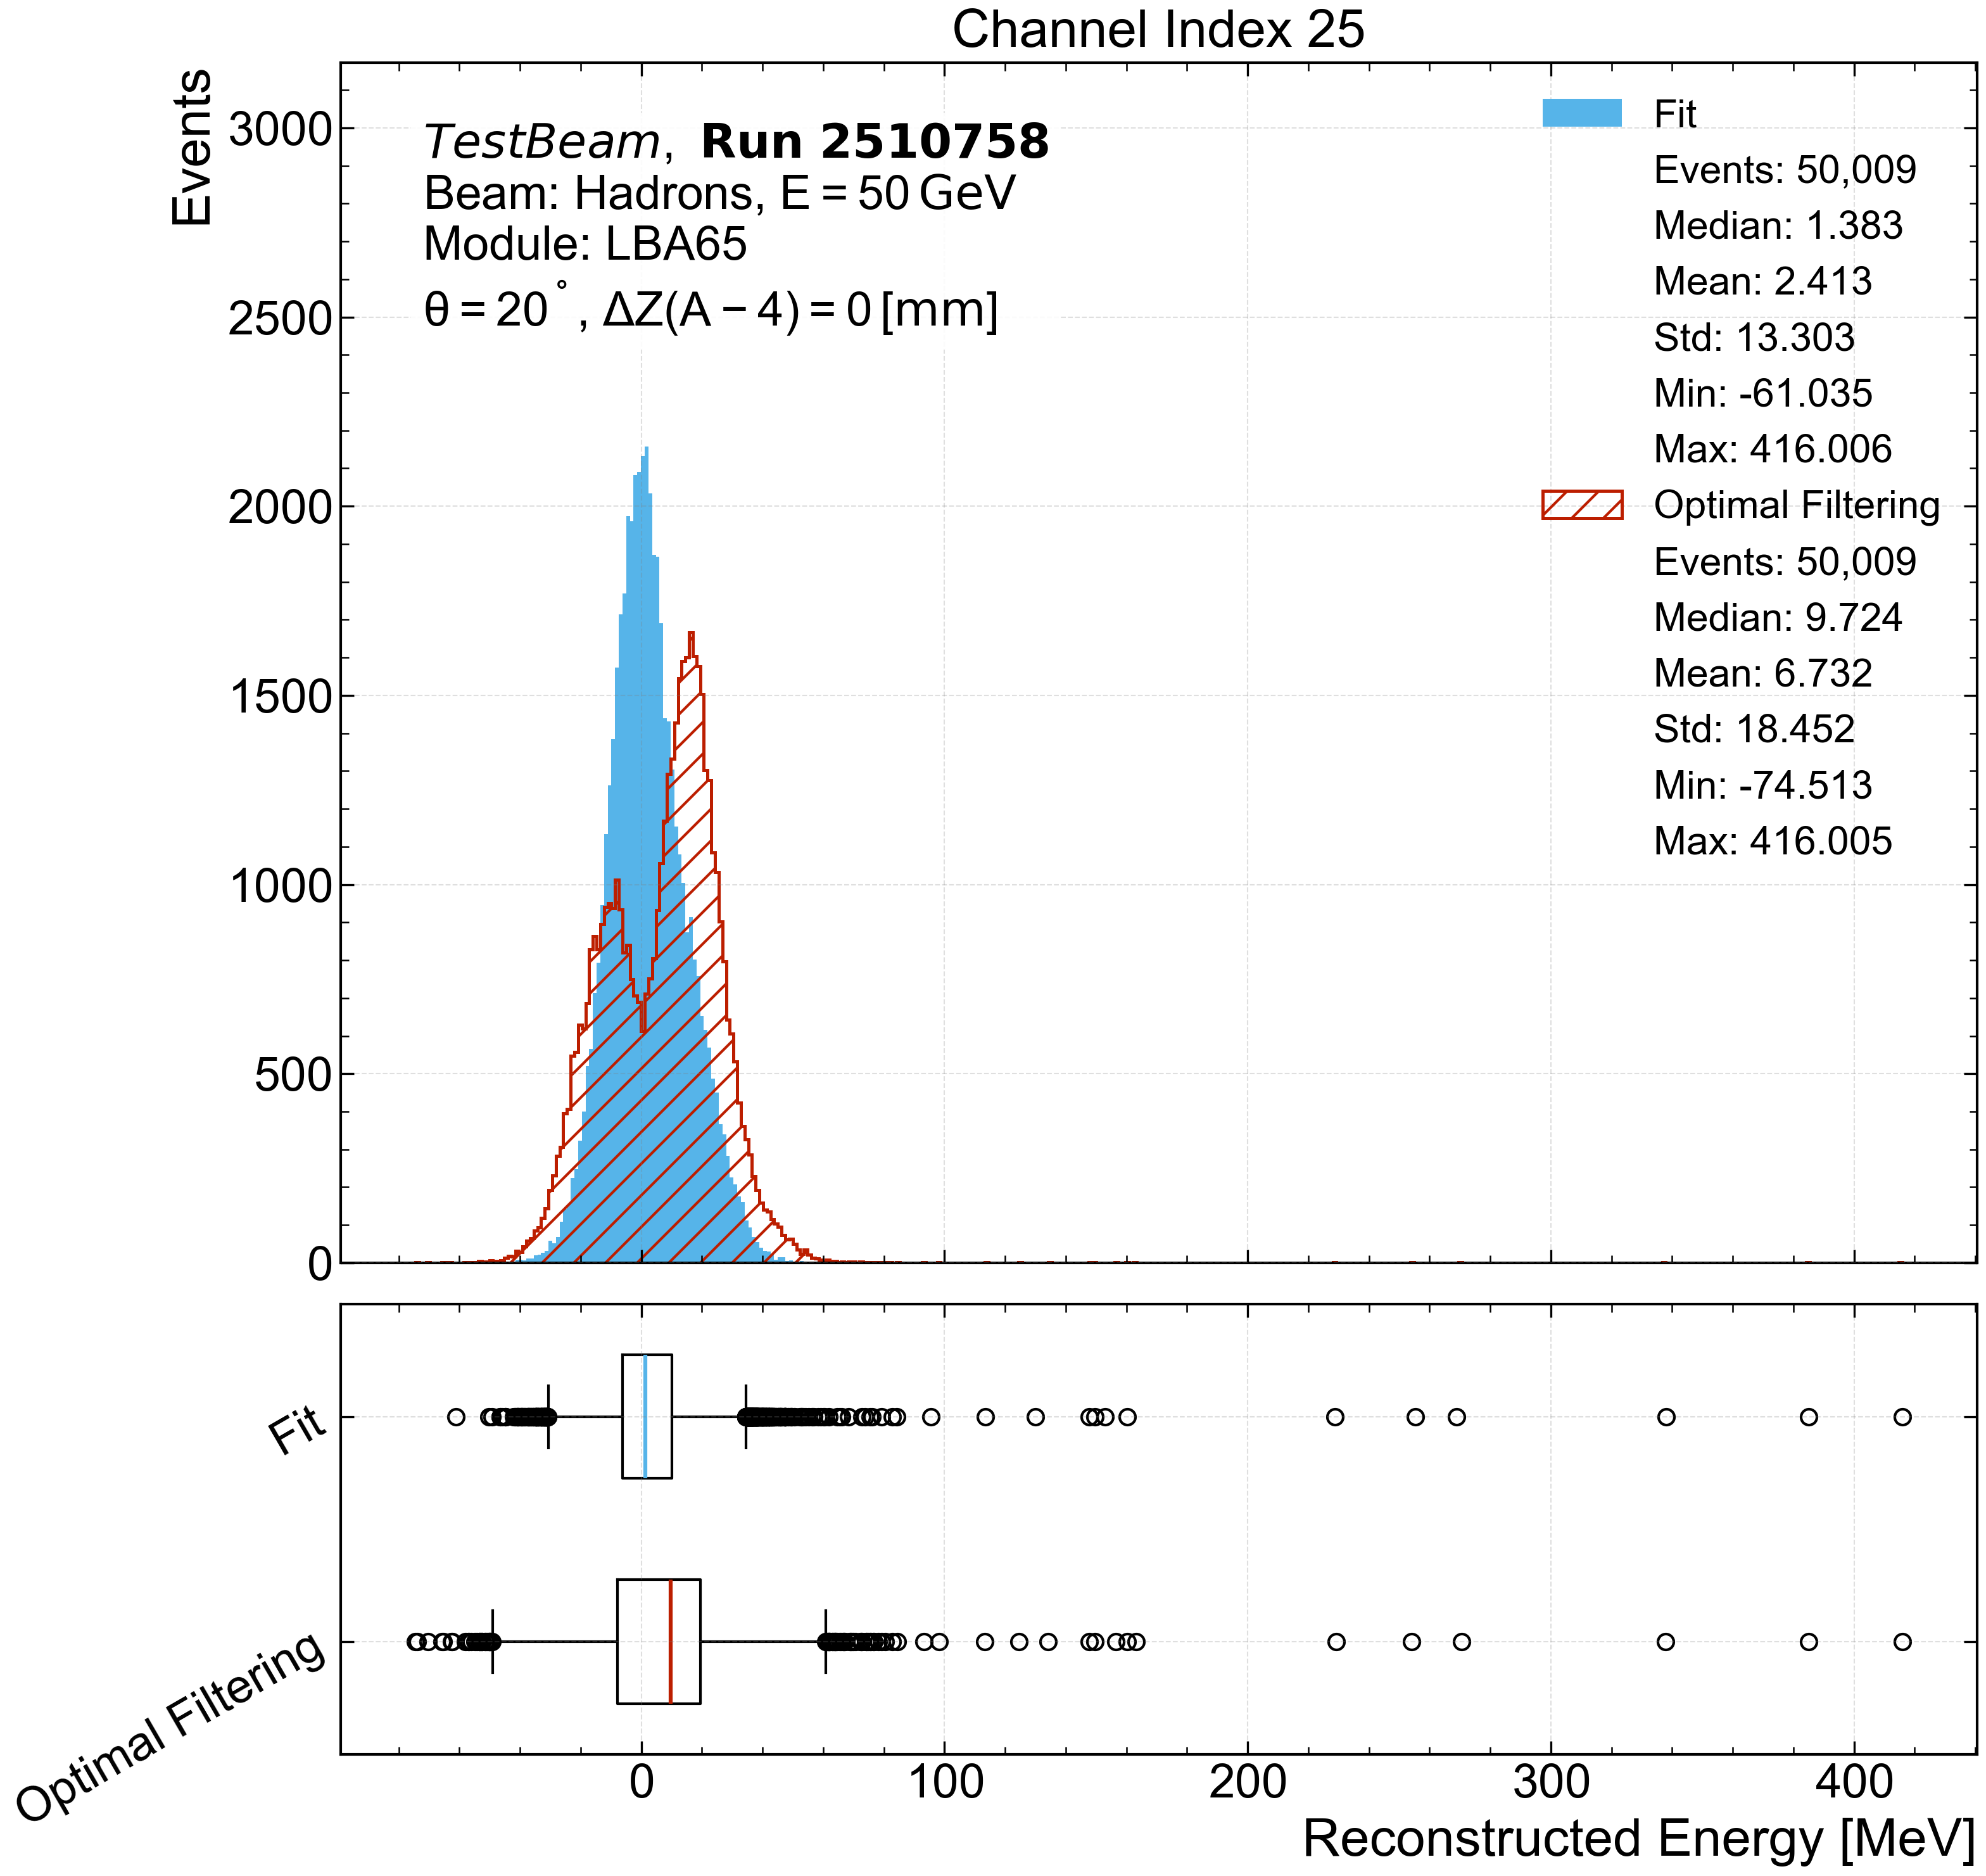 Channel Index 25
Events
3000
2500
2000
1500
1000
500
0
TestBeam, Run 2510758
Beam: Hadrons, E = 50 GeV
Module: LBA65
θ = 20°, ΔZ(A − 4) = 0 [mm]
Fit
Events: 50,009
Median: 1.383
Mean: 2.413
Std: 13.303
Min: -61.035
Max: 416.006
Optimal Filtering
Events: 50,009
Median: 9.724
Mean: 6.732
Std: 18.452
Min: -74.513
Max: 416.005
Fit
Optimal Filtering
0 100 200 300 400
Reconstructed Energy [MeV]